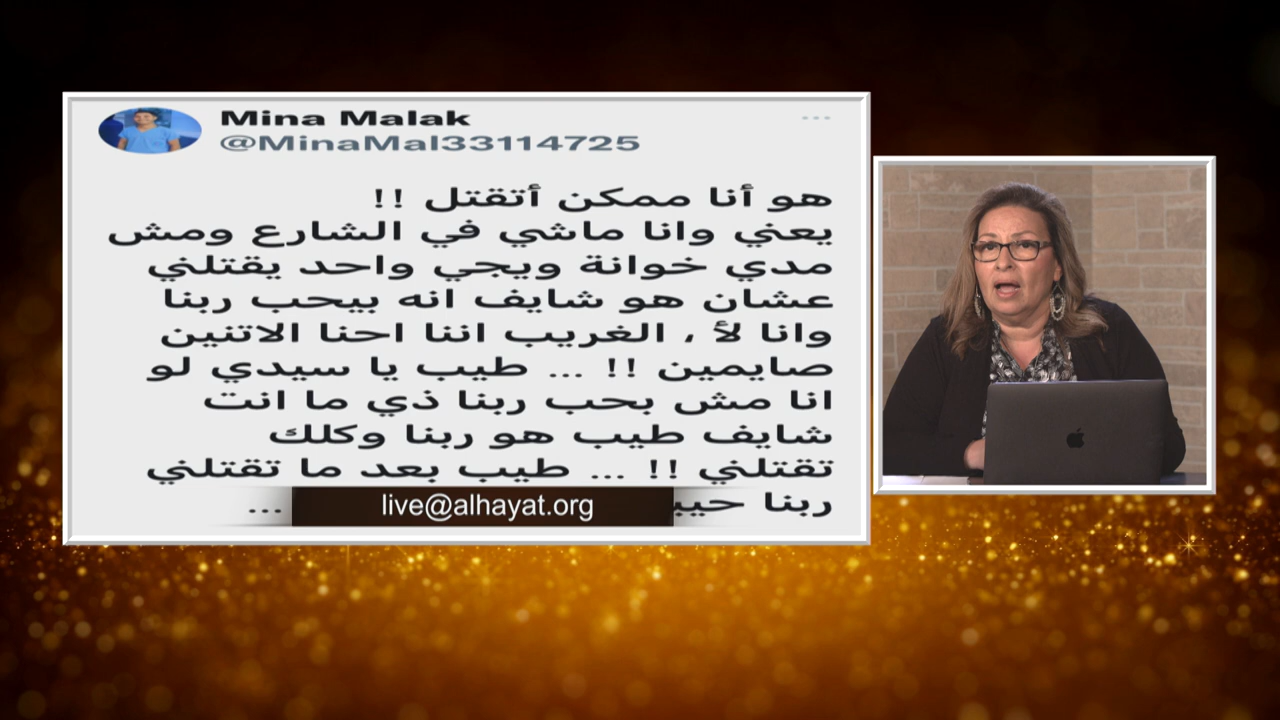 Mina Malak
@MinaMal33114725
هو أنا ممكن أتقتل !!
يعني وانا ماشي في الشارع ومش
مدي خوانة ويجي واحد يقتلني
عشان هو شايف انه بيحب ربنا
وانا لأ ، الغريب اننا احنا الاتنين
صايمين !! ... طيب يا سيدي لو
انا مش بحب ربنا ذي ما انت
شايف طيب هو ربنا وكلك
تقتلني !! ... طيب بعد ما تقتلني
ربنا ...
live@alhayat.org